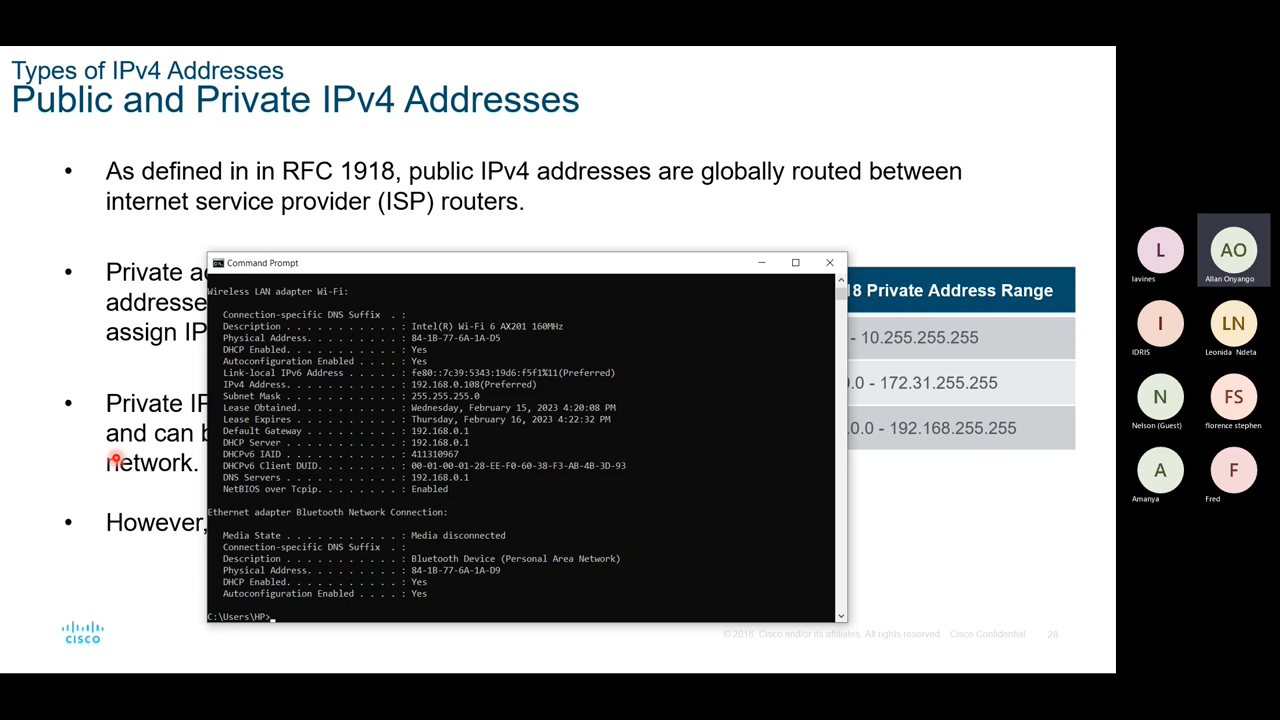 Types of IPv4 Addresses
Public and Private IPv4 Addresses
• As defined in in RFC 1918, public IPv4 addresses are globally routed between
internet service provider (ISP) routers.
• Private
addresse
assign IP
• Private IP
and can
network.
• However,
18 Private Address Range
- 10.255.255.255
.0 - 172.31.255.255
.0.0 - 192.168.255.255
Command Prompt
Wireless LAN adapter Wi-Fi:
Connection-specific DNS Suffix . :
Description . . . . . . . . . . . : Intel(R) Wi-Fi 6 AX201 160MHz
Physical Address. . . . . . . . . : 84-1B-77-6A-1A-D5
DHCP Enabled. . . . . . . . . . . : Yes
Autoconfiguration Enabled . . . . : Yes
Link-local IPv6 Address . . . . . : fe80::7c39:5343:19d6:f5f1%11(Preferred)
IPv4 Address. . . . . . . . . . . : 192.168.0.108(Preferred)
Subnet Mask . . . . . . . . . . . : 255.255.255.0
Lease Obtained. . . . . . . . . . : Wednesday, February 15, 2023 4:20:08 PM
Lease Expires . . . . . . . . . . : Thursday, February 16, 2023 4:22:32 PM
Default Gateway . . . . . . . . . : 192.168.0.1
DHCP Server . . . . . . . . . . . : 192.168.0.1
DHCPv6 IAID . . . . . . . . . . . : 411310967
DHCPv6 Client DUID. . . . . . . . : 00-01-00-01-28-EE-F0-60-38-F3-AB-4B-3D-93
DNS Servers . . . . . . . . . . . : 192.168.0.1
NetBIOS over Tcpip. . . . . . . . : Enabled
Ethernet adapter Bluetooth Network Connection:
Media State . . . . . . . . . . . : Media disconnected
Connection-specific DNS Suffix . :
Description . . . . . . . . . . . : Bluetooth Device (Personal Area Network)
Physical Address. . . . . . . . . : 84-1B-77-6A-1A-D9
DHCP Enabled. . . . . . . . . . . : Yes
Autoconfiguration Enabled . . . . : Yes
C:\Users\HP>
CISCO
© 2016 Cisco and/or its affiliates. All rights reserved. Cisco Confidential 28
L
lavines
AO
Allan Onyango
I
IDRIS
LN
Leonida Ndeta
N
Nelson (Guest)
FS
florence stephen
A
Amanya
F
Fred